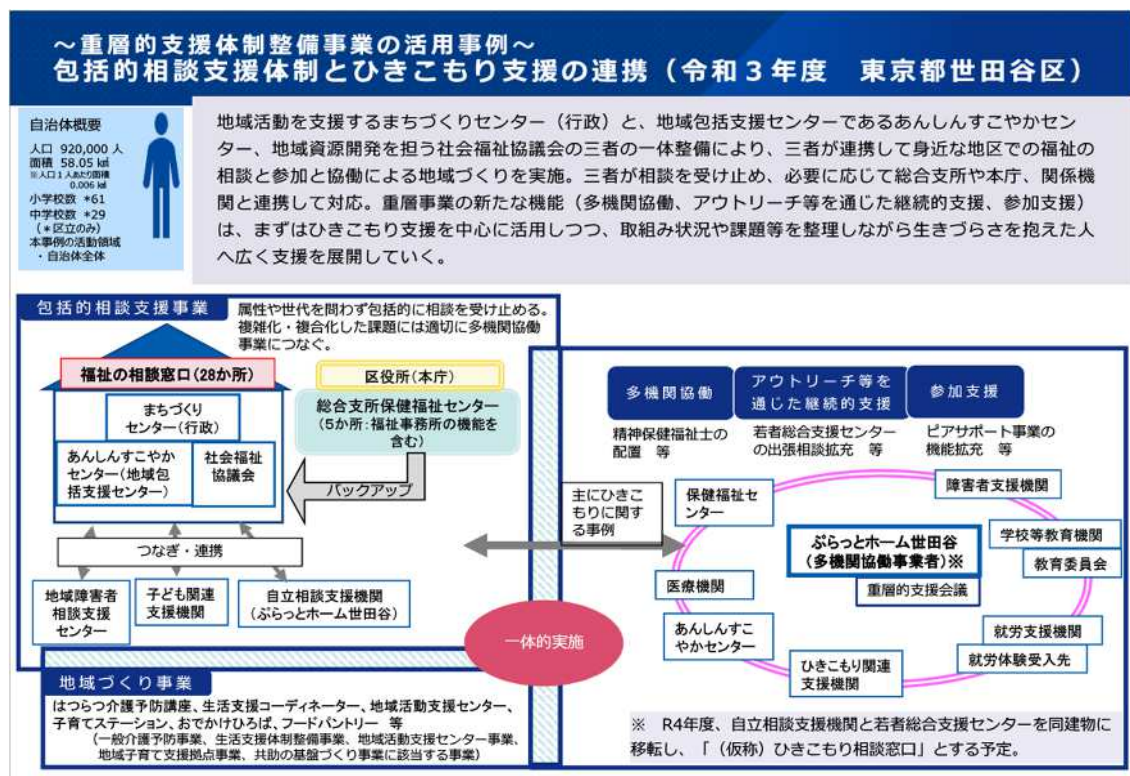 ～重層的支援体制整備事業の活用事例～
包括的相談支援体制とひきこもり支援の連携（令和３年度　東京都世田谷区）
自治体概要
人口 920,000 人
面積 58.05 ㎢
※人口１人あたり面積
0.006 ㎢
小学校数 *61
中学校数 *29
（＊区立のみ）
本事例の活動領域
・自治体全体
地域活動を支援するまちづくりセンター（行政）と、地域包括支援センターであるあんしんすこやかセン
ター、地域資源開発を担う社会福祉協議会の三者の一体整備により、三者が連携して身近な地区での福祉の
相談と参加と協働による地域づくりを実施。三者が相談を受け止め、必要に応じて総合支所や本庁、関係機
関と連携して対応。重層事業の新たな機能（多機関協働、アウトリーチ等を通じた継続的支援、参加支援）
は、まずはひきこもり支援を中心に活用しつつ、取組み状況や課題等を整理しながら生きづらさを抱えた人
へ広く支援を展開していく。
包括的相談支援事業
属性や世代を問わず包括的に相談を受け止める。
複雑化・複合化した課題には適切に多機関協働
事業につなぐ。
福祉の相談窓口（28か所）
まちづくり
センター（行政）
あんしんすこやか
センター（地域包
括支援センター）
社会福祉
協議会
区役所（本庁）
総合支所保健福祉センター
（５か所：福祉事務所の機能を
含む）
バックアップ
つなぎ・連携
地域障害者
相談支援
センター
子ども関連
支援機関
自立相談支援機関
（ぷらっとホーム世田谷）
地域づくり事業
はつらつ介護予防講座、生活支援コーディネーター、地域活動支援センター、
子育てステーション、おでかけひろば、フードパントリー　等
（一般介護予防事業、生活支援体制整備事業、地域活動支援センター事業、
地域子育て支援拠点事業、共助の基盤づくり事業に該当する事業）
一体的実施
多機関協働
精神保健福祉士の
配置　等
アウトリーチ等を
通じた継続的支援
若者総合支援センター
の出張相談拡充　等
参加支援
ピアサポート事業の
機能拡充　等
主にひきこ
もりに関す
る事例
保健福祉セ
ンター
障害者支援機関
学校等教育機関
教育委員会
ぷらっとホーム世田谷
（多機関協働事業者）※
重層的支援会議
医療機関
あんしんすこ
やかセンター
ひきこもり関連
支援機関
就労支援機関
就労体験受入先
※　R4年度、自立相談支援機関と若者総合支援センターを同建物に
移転し、「（仮称）ひきこもり相談窓口」とする予定。